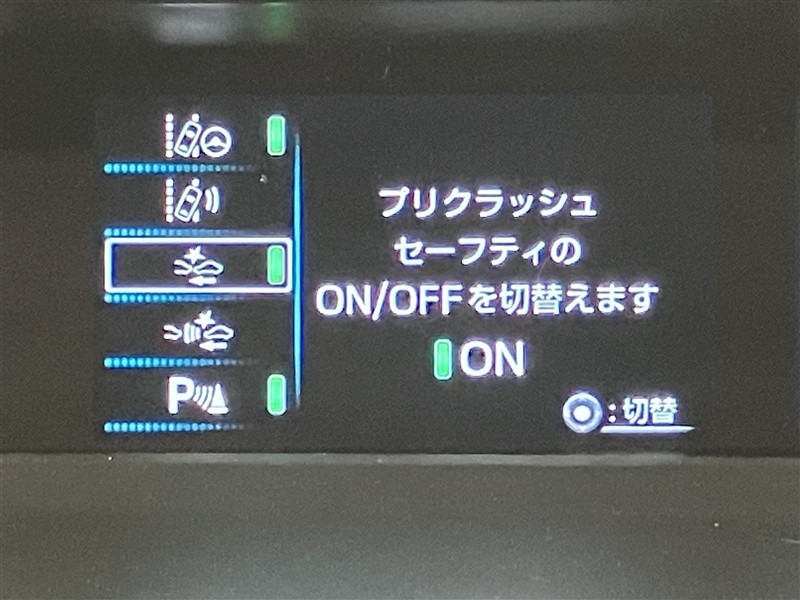 プリクラッシュ
セーフティの
ON/OFFを切替えます
ON
P
:切替